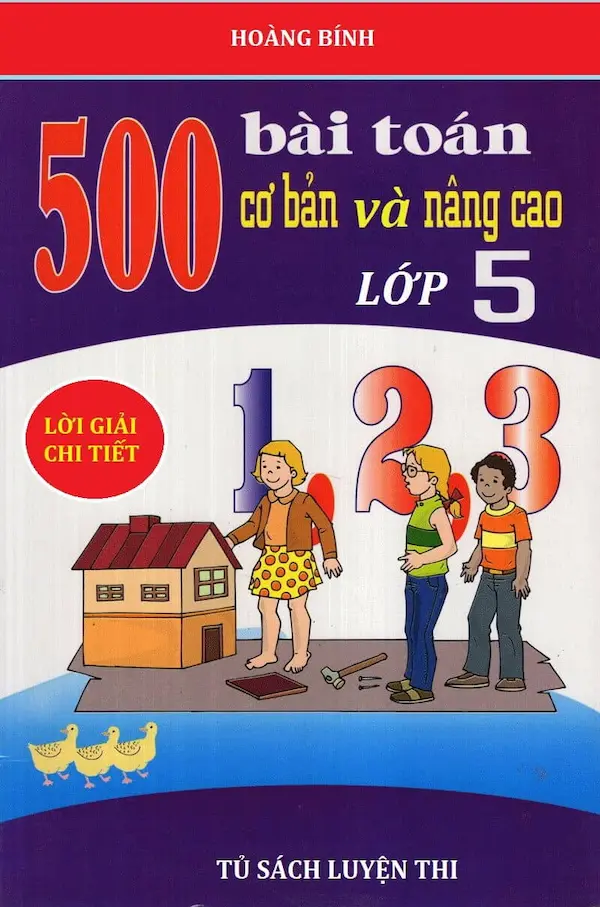 HOÀNG BÍNH
500 bài toán
cơ bản và nâng cao
LỚP 5
LỜI GIẢI
CHI TIẾT
1, 2, 3
TỦ SÁCH LUYỆN THI